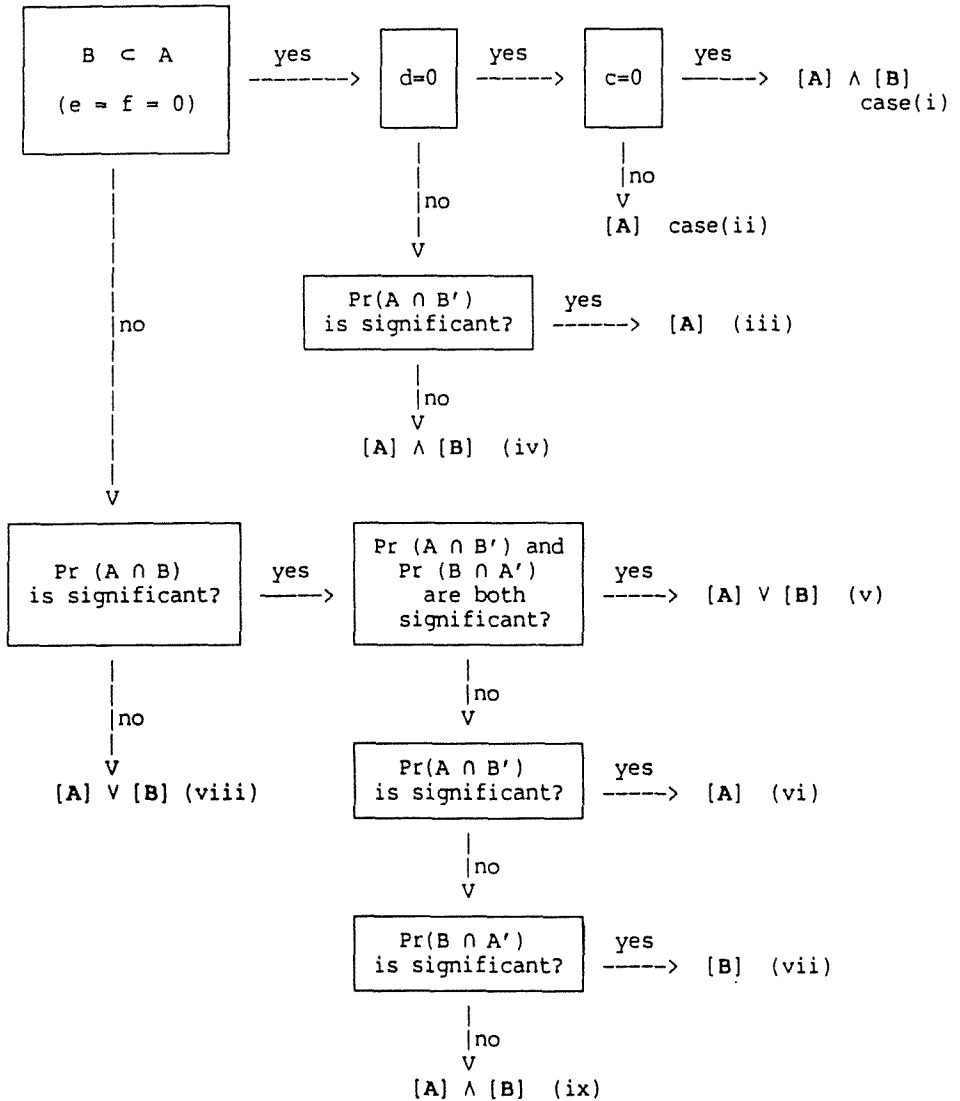 B ⊂ A
(e = f = 0)
yes
d=0
yes
c=0
yes
[A] ∧ [B]
case(i)
no
[A] case(ii)
no
Pr(A ∩ B')
is significant?
yes
[A] (iii)
no
[A] ∧ [B] (iv)
no
Pr (A ∩ B)
is significant?
yes
Pr (A ∩ B') and
Pr (B ∩ A')
are both
significant?
yes
[A] ∨ [B] (v)
no
[A] ∨ [B] (viii)
no
Pr(A ∩ B')
is significant?
yes
[A] (vi)
no
Pr(B ∩ A')
is significant?
yes
[B] (vii)
no
[A] ∧ [B] (ix)